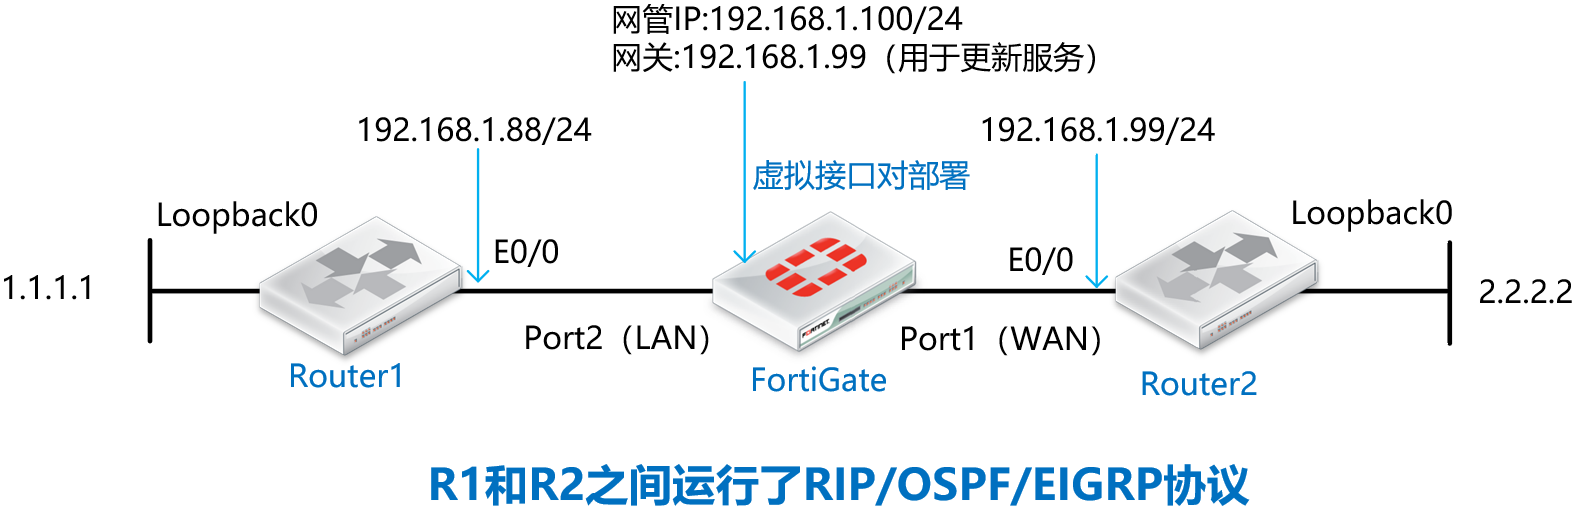 网管IP:192.168.1.100/24
网关:192.168.1.99（用于更新服务）
192.168.1.88/24
192.168.1.99/24
虚拟接口对部署
Loopback0
Loopback0
E0/0
E0/0
1.1.1.1
2.2.2.2
FORTINET
Port2（LAN）
Port1（WAN）
Router1
FortiGate
Router2
R1和R2之间运行了RIP/OSPF/EIGRP协议